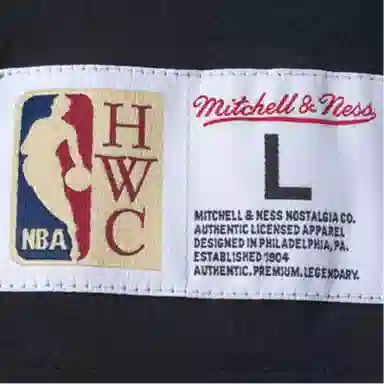 NBA
H
W
C
Mitchell & Ness
L
MITCHELL & NESS NOSTALGIA CO.
AUTHENTIC LICENSED APPAREL
DESIGNED IN PHILADELPHIA, PA.
ESTABLISHED 1904
AUTHENTIC. PREMIUM. LEGENDARY.